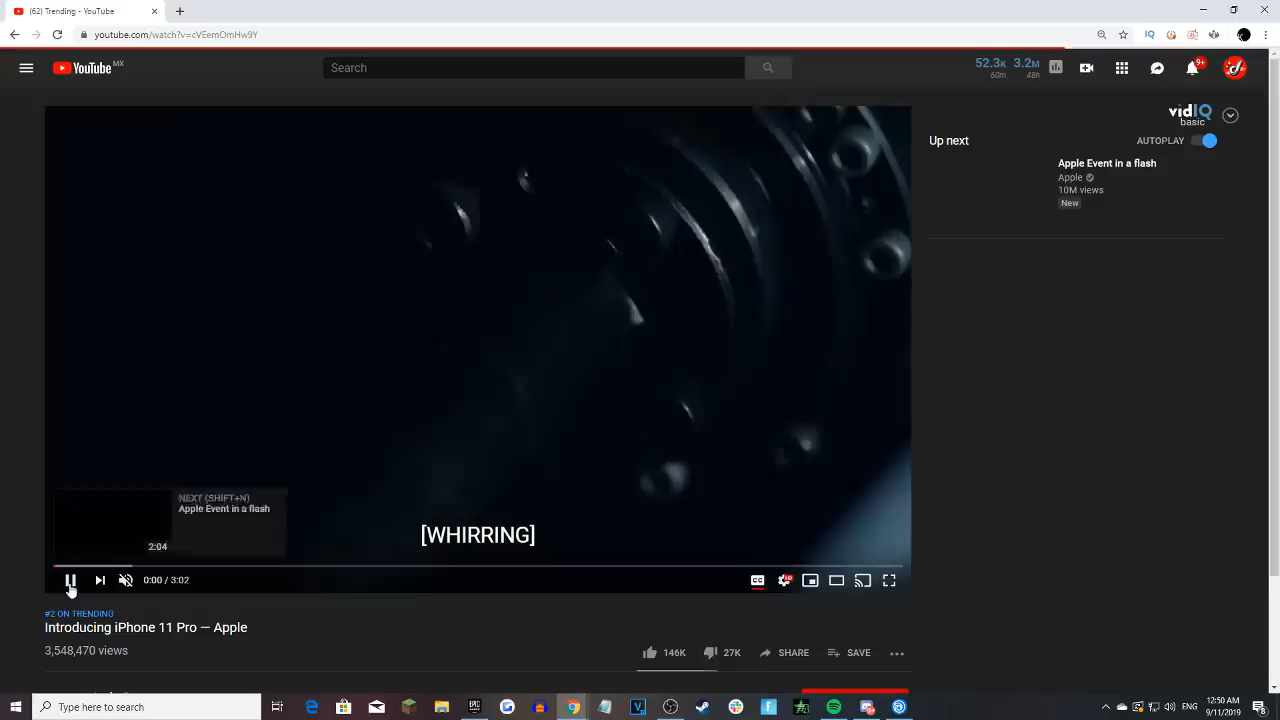 (62) Trending - YouTube
youtube.com/watch?v=cVEemOmHw9Y
IQ
YouTube MX
Search
52.3K 3.2M
60m 48h
9+
vidIQ
basic
Up next
AUTOPLAY
Apple Event in a flash
Apple
10M views
New
NEXT (SHIFT+N)
Apple Event in a flash
2:04
[WHIRRING]
0:00 / 3:02
CC
#2 ON TRENDING
Introducing iPhone 11 Pro — Apple
3,548,470 views
146K
27K
SHARE
SAVE
Type here to search
ENG
12:50 AM
9/11/2019